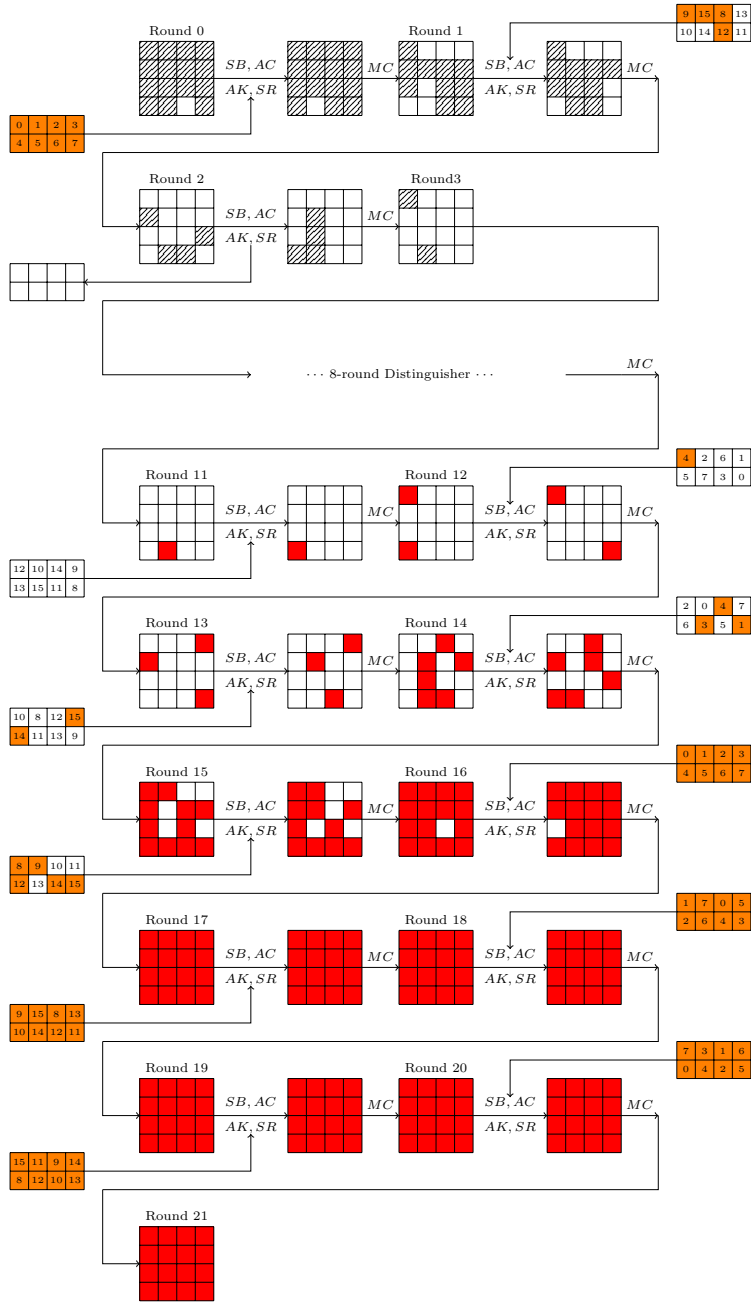 9 15 8 13
10 14 12 11
Round 0
Round 1
SB, AC
MC
SB, AC
MC
AK, SR
AK, SR
0 1 2 3
4 5 6 7
Round 2
Round3
SB, AC
MC
AK, SR
··· 8-round Distinguisher ···
MC
4 2 6 1
5 7 3 0
Round 11
Round 12
SB, AC
MC
SB, AC
MC
AK, SR
AK, SR
12 10 14 9
13 15 11 8
2 0 4 7
6 3 5 1
Round 13
Round 14
SB, AC
MC
SB, AC
MC
AK, SR
AK, SR
10 8 12 15
14 11 13 9
0 1 2 3
4 5 6 7
Round 15
Round 16
SB, AC
MC
SB, AC
MC
AK, SR
AK, SR
8 9 10 11
12 13 14 15
1 7 0 5
2 6 4 3
Round 17
Round 18
SB, AC
MC
SB, AC
MC
AK, SR
AK, SR
9 15 8 13
10 14 12 11
7 3 1 6
0 4 2 5
Round 19
Round 20
SB, AC
MC
SB, AC
MC
AK, SR
AK, SR
15 11 9 14
8 12 10 13
Round 21